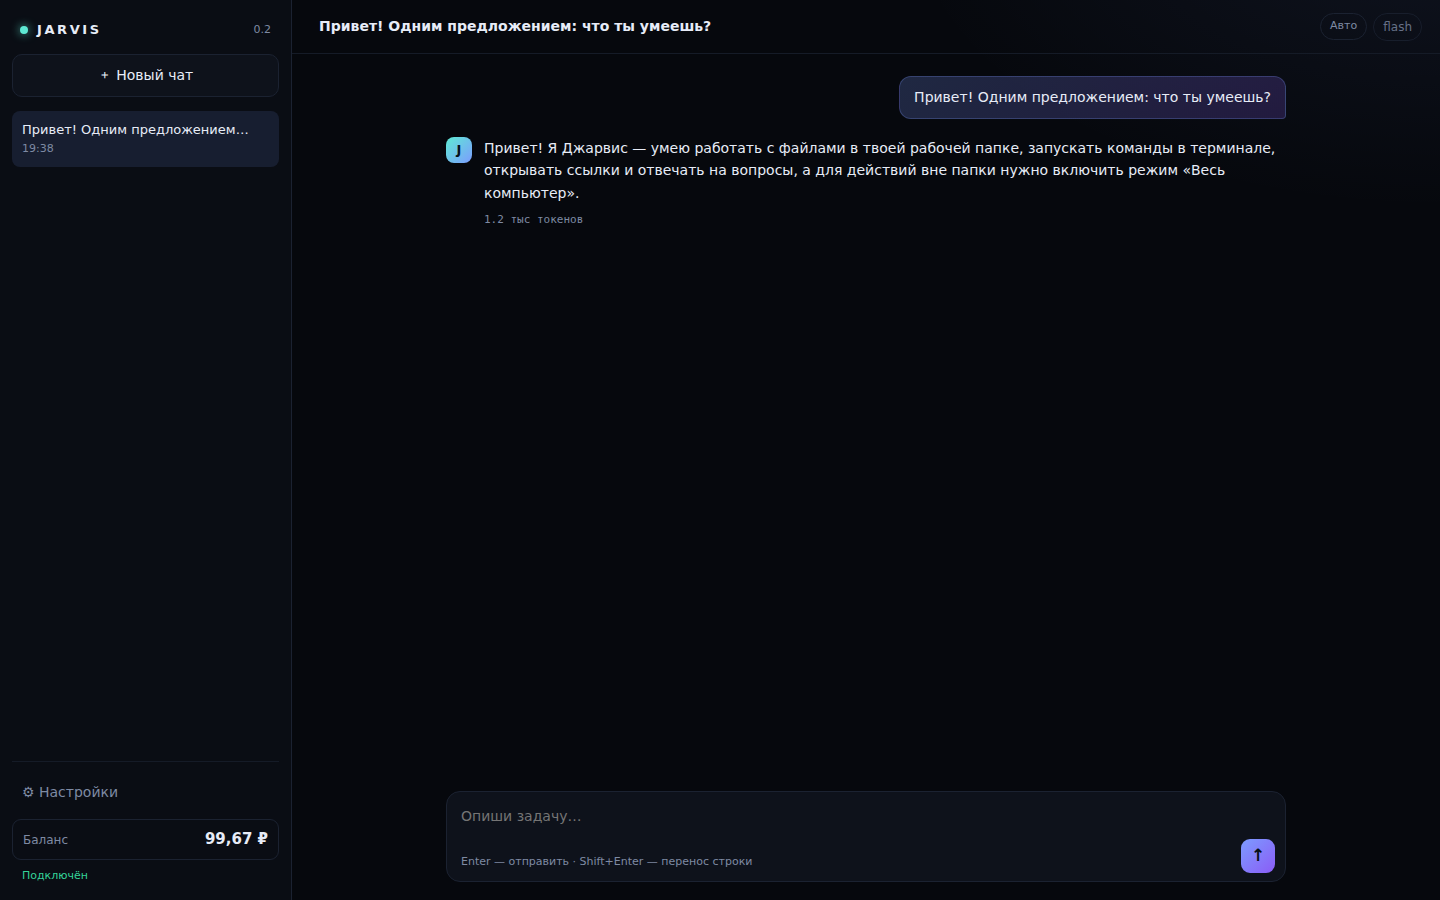 JARVIS
0.2
+ Новый чат
Привет! Одним предложением…
19:38
⚙ Настройки
Баланс
99,67 ₽
Подключён
Привет! Одним предложением: что ты умеешь?
Авто
flash
Привет! Одним предложением: что ты умеешь?
J
Привет! Я Джарвис — умею работать с файлами в твоей рабочей папке, запускать команды в терминале,
открывать ссылки и отвечать на вопросы, а для действий вне папки нужно включить режим «Весь
компьютер».
1.2 тыс токенов
Опиши задачу…
Enter — отправить · Shift+Enter — перенос строки
↑